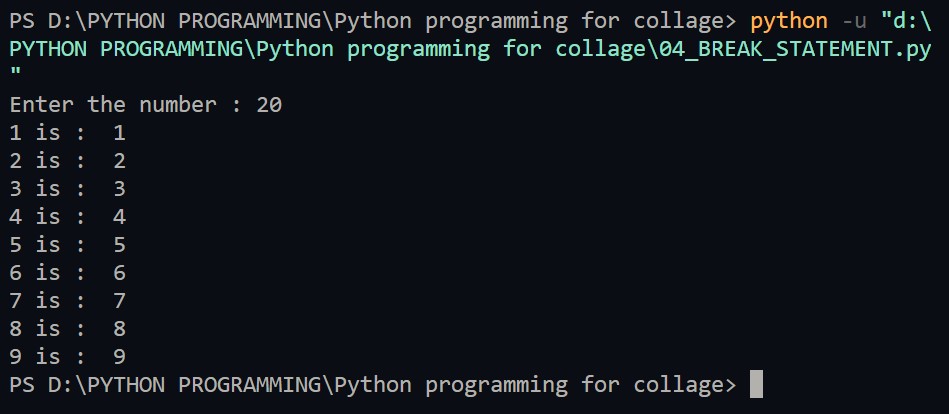 PS D:\PYTHON PROGRAMMING\Python programming for collage> python -u "d:\
PYTHON PROGRAMMING\Python programming for collage\04_BREAK_STATEMENT.py
"
Enter the number : 20
1 is :  1
2 is :  2
3 is :  3
4 is :  4
5 is :  5
6 is :  6
7 is :  7
8 is :  8
9 is :  9
PS D:\PYTHON PROGRAMMING\Python programming for collage>